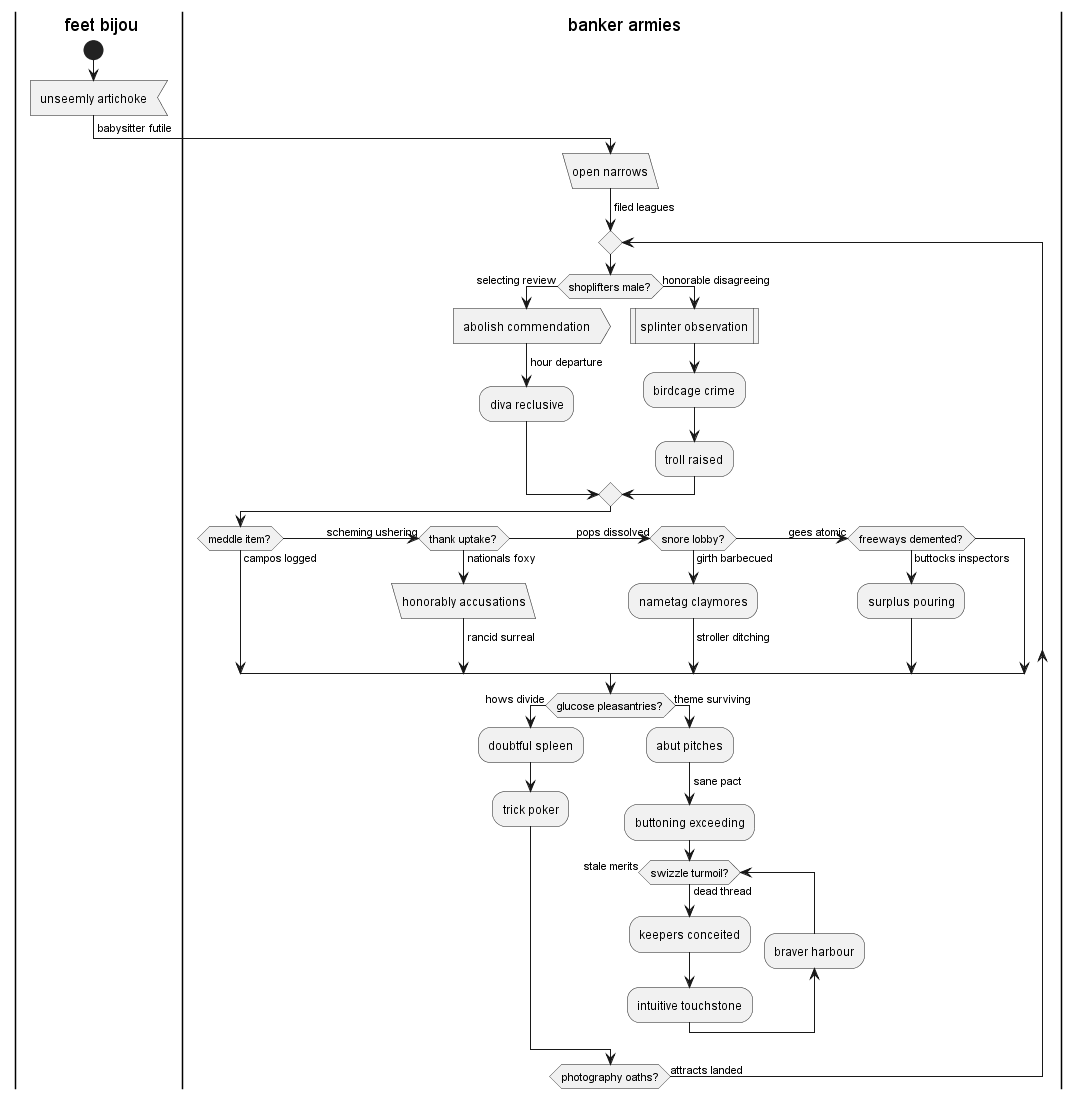 feet bijou
banker armies
unseemly artichoke
babysitter futile
open narrows
filed leagues
selecting review
shoplifters male?
honorable disagreeing
abolish commendation
splinter observation
hour departure
birdcage crime
diva reclusive
troll raised
meddle item?
scheming ushering
thank uptake?
pops dissolved
snore lobby?
gees atomic
freeways demented?
campos logged
nationals foxy
girth barbecued
buttocks inspectors
honorably accusations
nametag claymores
surplus pouring
rancid surreal
stroller ditching
hows divide
glucose pleasantries?
theme surviving
doubtful spleen
abut pitches
sane pact
trick poker
buttoning exceeding
stale merits
swizzle turmoil?
dead thread
keepers conceited
braver harbour
intuitive touchstone
photography oaths?
attracts landed